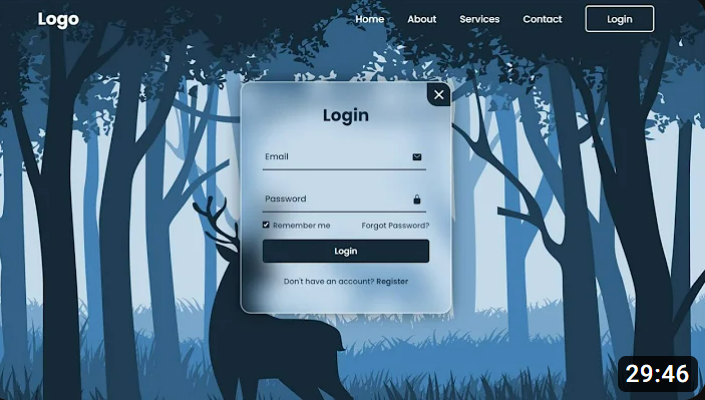 Logo Home About Services Contact Login
Login
Email
Password
Remember me Forgot Password?
Login
Don't have an account? Register
29:46